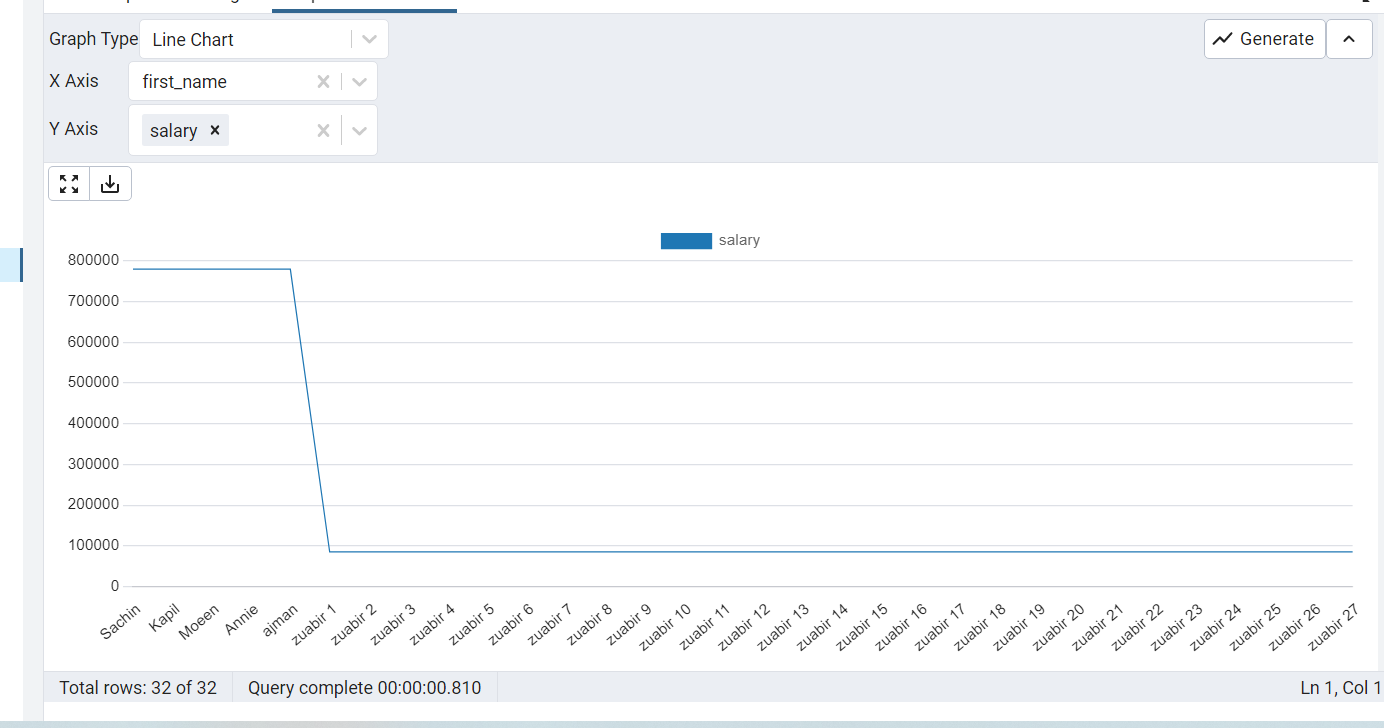 Graph Type Line Chart Generate
X Axis first_name
Y Axis salary
salary
800000
700000
600000
500000
400000
300000
200000
100000
0
Sachin Kapil Moeen Annie ajman zuabir 1 zuabir 2 zuabir 3 zuabir 4 zuabir 5 zuabir 6 zuabir 7 zuabir 8 zuabir 9 zuabir 10 zuabir 11 zuabir 12 zuabir 13 zuabir 14 zuabir 15 zuabir 16 zuabir 17 zuabir 18 zuabir 19 zuabir 20 zuabir 21 zuabir 22 zuabir 23 zuabir 24 zuabir 25 zuabir 26 zuabir 27
Total rows: 32 of 32 Query complete 00:00:00.810 Ln 1, Col 1